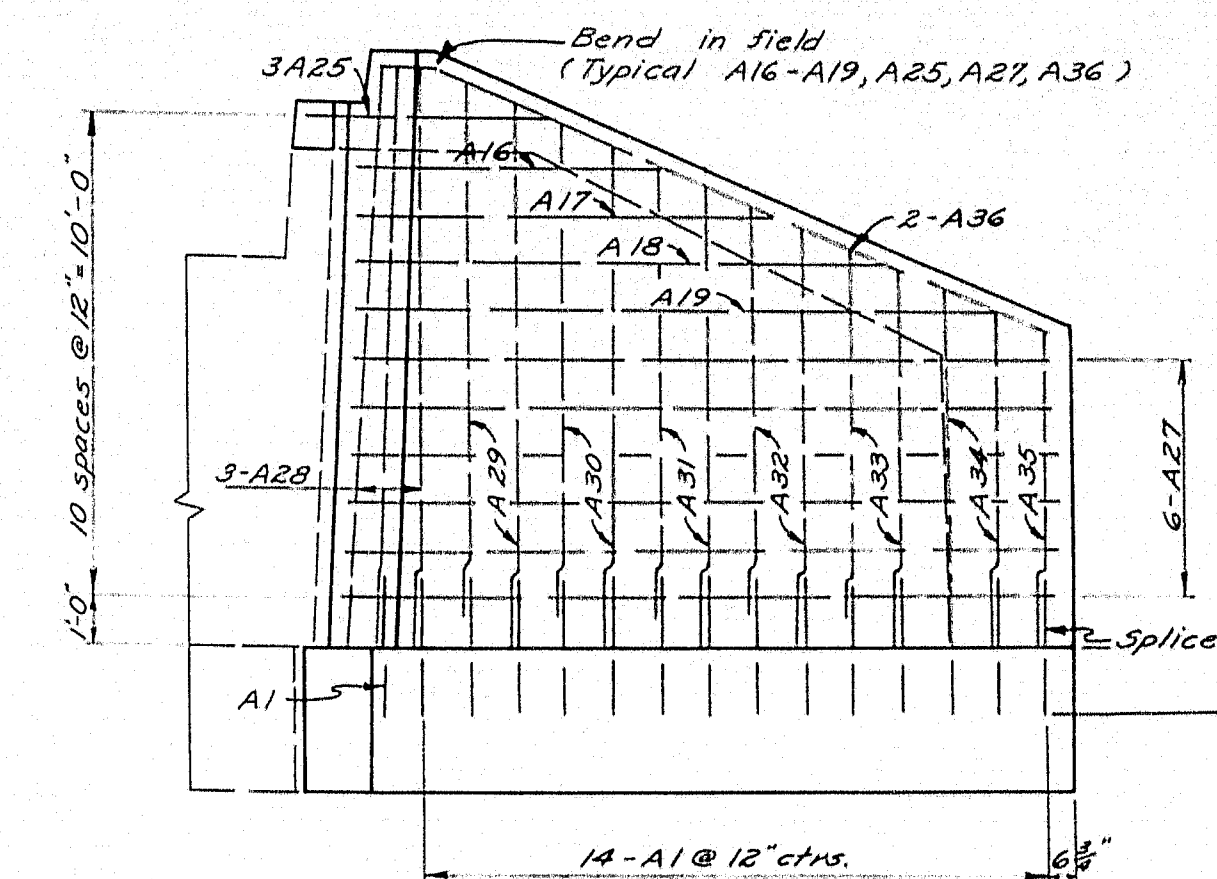 Bend in field
(Typical A16-A19, A25, A27, A36)
3A25
A16
A17
2-A36
A18
A19
10 spaces @ 12" = 10'-0"
1'-0"
3-A28
A29
A30
A31
A32
A33
A34
A35
6-A27
Splice
A1
14-A1 @ 12" ctrs.
6 3/4"